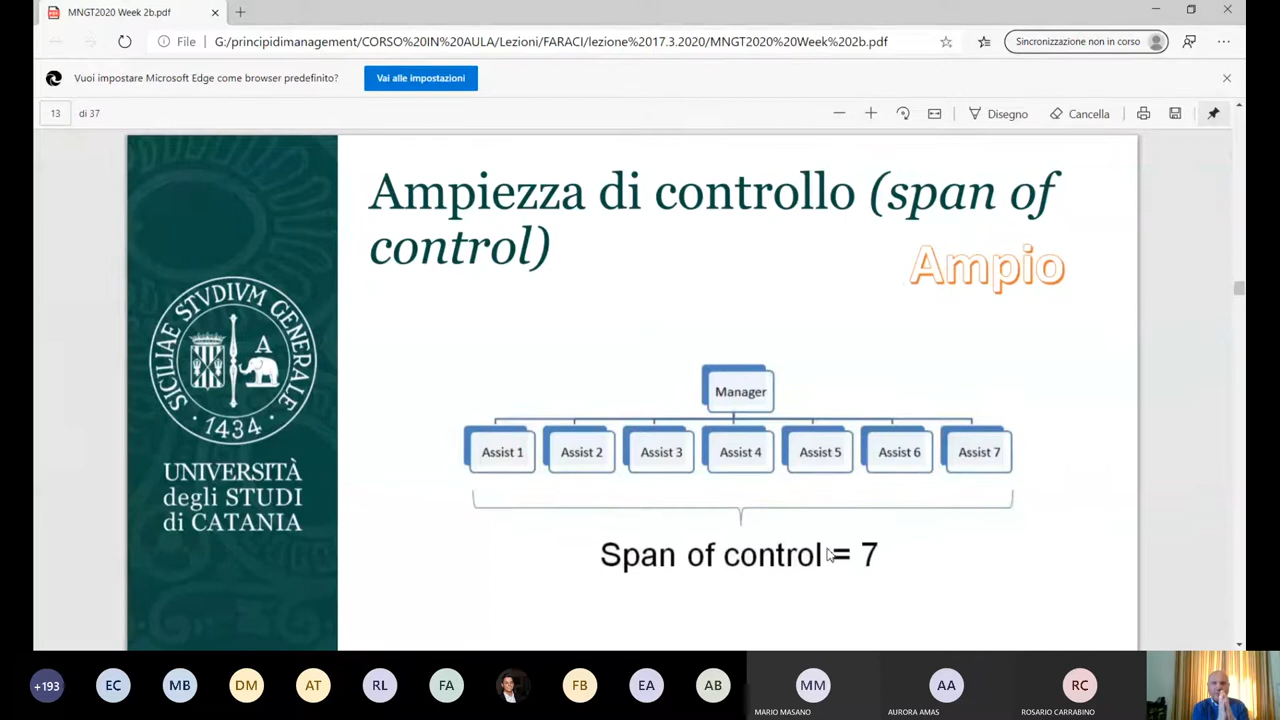 MNGT2020 Week 2b.pdf
File
G:/principidimanagement/CORSO%20IN%20AULA/Lezioni/FARACI/lezione%2017.3.2020/MNGT2020%20Week%202b.pdf
Sincronizzazione non in corso
Vuoi impostare Microsoft Edge come browser predefinito?
Vai alle impostazioni
13 di 37
Disegno
Cancella
Ampiezza di controllo (span of
control)
Ampio
SICILIAE STVDIVM GENERALE
A
· 1434 ·
UNIVERSITÀ
degli STUDI
di CATANIA
Manager
Assist 1 Assist 2 Assist 3 Assist 4 Assist 5 Assist 6 Assist 7
Span of control = 7
+193 EC MB DM AT RL FA FB EA AB MM AA RC
MARIO MASANO AURORA AMAS ROSARIO CARRABINO